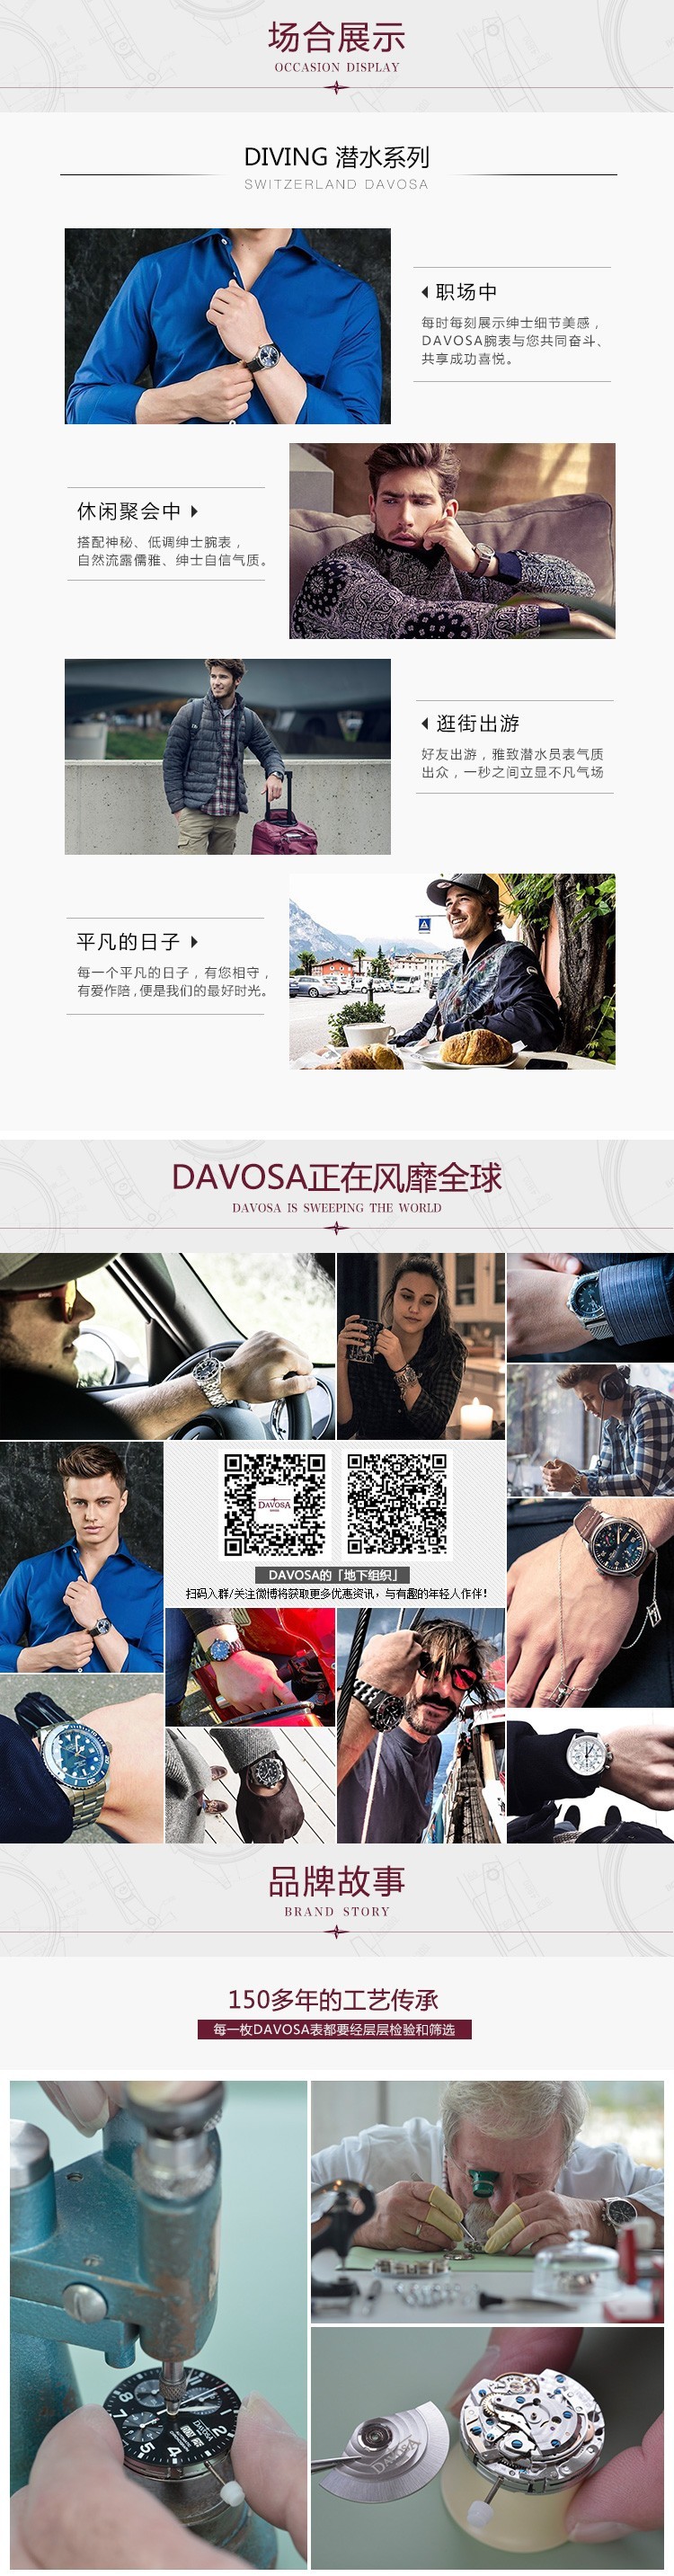 场合展示
OCCASION DISPLAY
DIVING 潜水系列
SWITZERLAND DAVOSA
职场中
每时每刻展示绅士细节美感，
DAVOSA腕表与您共同奋斗、
共享成功喜悦。
休闲聚会中
搭配神秘、低调绅士腕表，
自然流露儒雅、绅士自信气质。
逛街出游
好友出游，雅致潜水员表气质
出众，一秒之间立显不凡气场
平凡的日子
每一个平凡的日子，有您相守，
有爱作陪，便是我们的最好时光。
DAVOSA正在风靡全球
DAVOSA IS SWEEPING THE WORLD
DAVOSA
DAVOSA的「地下组织」
扫码入群/关注微博将获取更多优惠资讯，与有趣的年轻人作伴！
品牌故事
BRAND STORY
150多年的工艺传承
每一枚DAVOSA表都要经层层检验和筛选
DAVOSA
DAVOSA